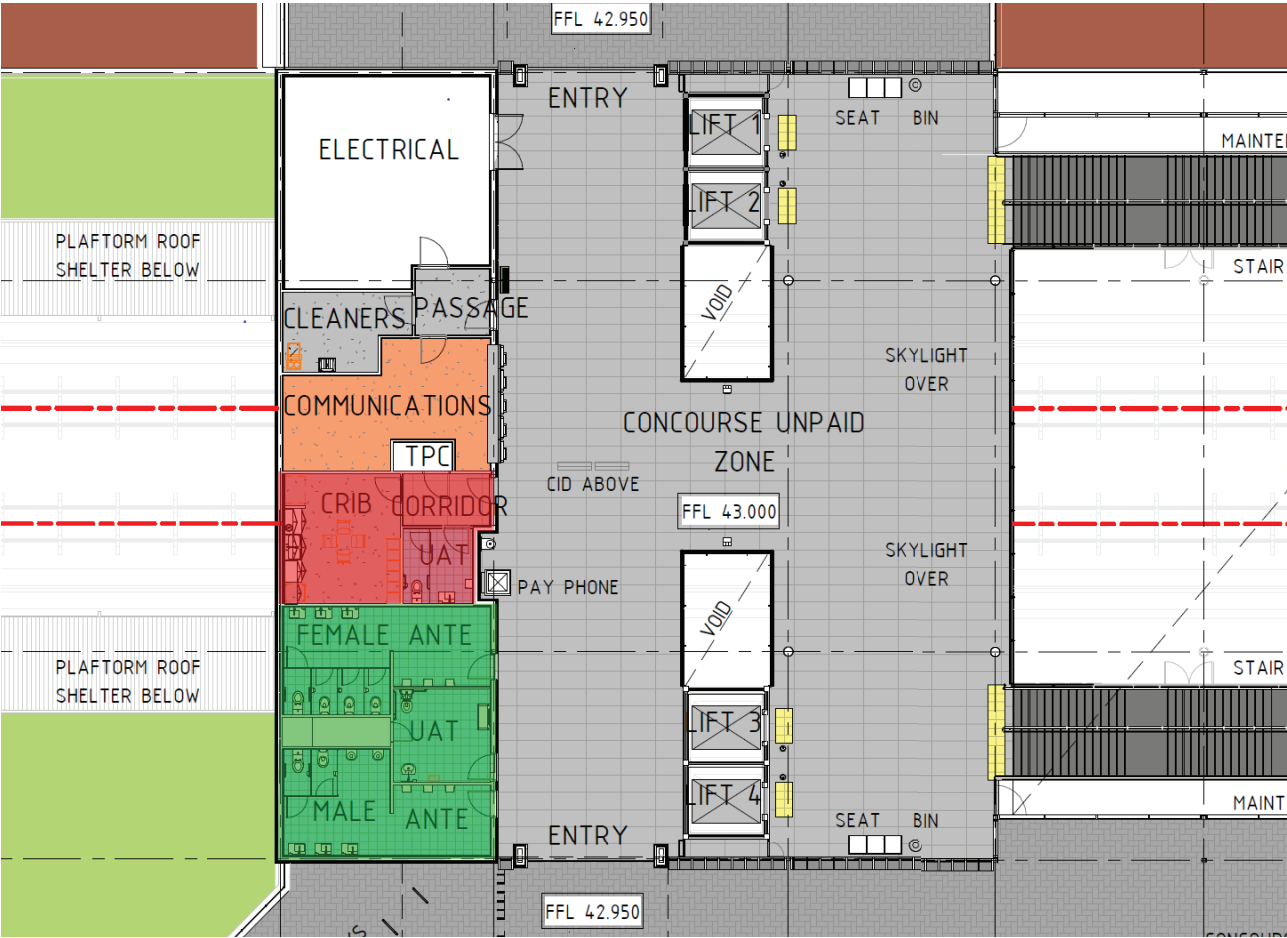 FFL 42.950
ENTRY
SEAT BIN
LIFT 1
ELECTRICAL
LIFT 2
PLAFTORM ROOF
SHELTER BELOW
STAIR
VOID
CLEANERS
PASSAGE
SKYLIGHT
OVER
COMMUNICATIONS
CONCOURSE UNPAID
ZONE
TPC
CID ABOVE
CRIB
CORRIDOR
FFL 43.000
UAT
SKYLIGHT
OVER
PAY PHONE
VOID
FEMALE ANTE
PLAFTORM ROOF
SHELTER BELOW
STAIR
UAT
LIFT 3
LIFT 4
MALE
ANTE
SEAT BIN
ENTRY
FFL 42.950